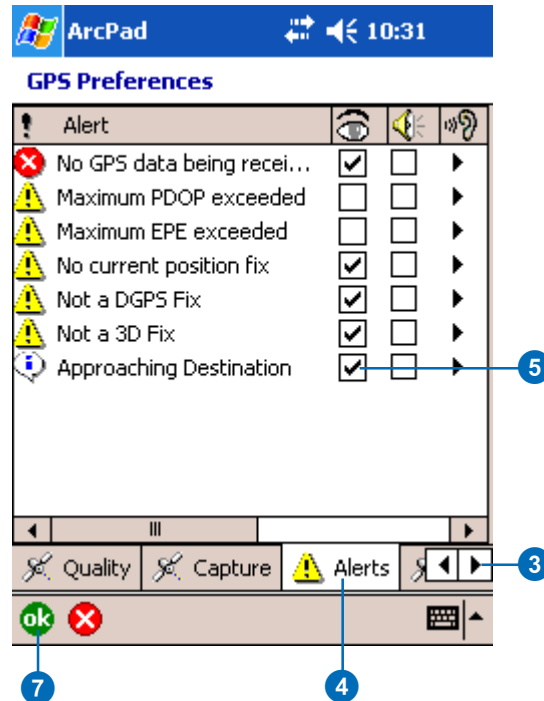 ArcPad 10:31
GPS Preferences
Alert
No GPS data being recei...
Maximum PDOP exceeded
Maximum EPE exceeded
No current position fix
Not a DGPS Fix
Not a 3D Fix
Approaching Destination
5
Quality Capture Alerts
3
ok
7 4